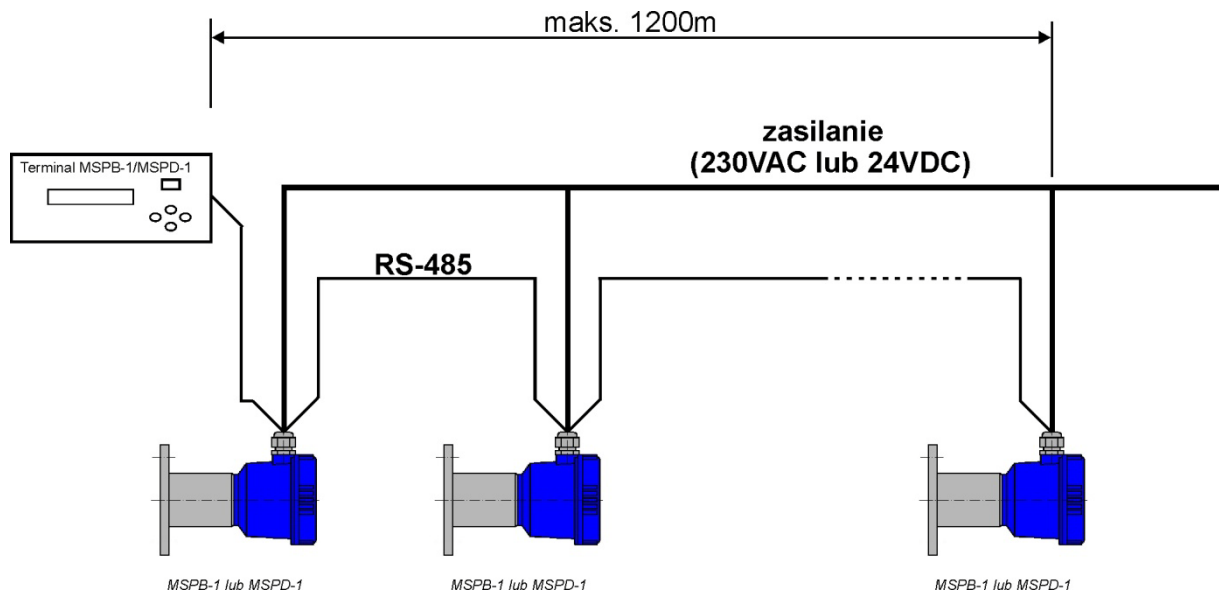 maks. 1200m
zasilanie
(230VAC lub 24VDC)
Terminal MSPB-1/MSPD-1
RS-485
MSPB-1 lub MSPD-1
MSPB-1 lub MSPD-1
MSPB-1 lub MSPD-1